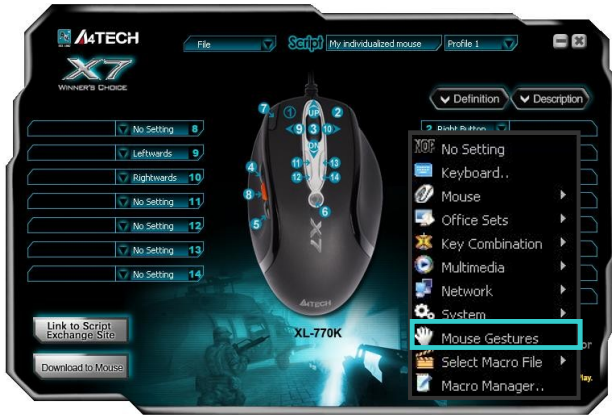 A4TECH
File
Script
My individualized mouse
Profile 1
X7
WINNER'S CHOICE
Definition
Description
7 1 UP 2
9 3 10
DN
11 13
12 14
4
8
5
6
No Setting 8
Leftwards 9
Rightwards 10
No Setting 11
No Setting 12
No Setting 13
No Setting 14
2 Right Button
NOP No Setting
Keyboard..
Mouse
Office Sets
Key Combination
Multimedia
Network
System
Mouse Gestures
Select Macro File
Macro Manager..
X7
A4TECH
XL-770K
Link to Script
Exchange Site
Download to Mouse
or
lay.